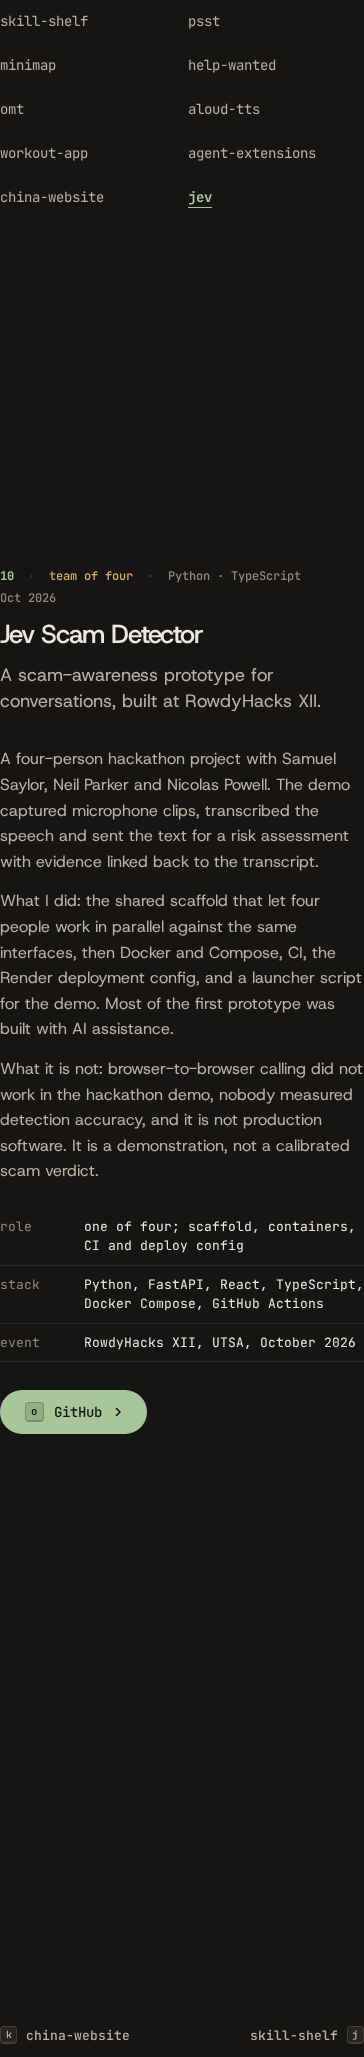 skill-shelf
psst
minimap
help-wanted
omt
aloud-tts
workout-app
agent-extensions
china-website
jev
10 · team of four · Python · TypeScript
Oct 2026
Jev Scam Detector
A scam-awareness prototype for
conversations, built at RowdyHacks XII.
A four-person hackathon project with Samuel
Saylor, Neil Parker and Nicolas Powell. The demo
captured microphone clips, transcribed the
speech and sent the text for a risk assessment
with evidence linked back to the transcript.
What I did: the shared scaffold that let four
people work in parallel against the same
interfaces, then Docker and Compose, CI, the
Render deployment config, and a launcher script
for the demo. Most of the first prototype was
built with AI assistance.
What it is not: browser-to-browser calling did not
work in the hackathon demo, nobody measured
detection accuracy, and it is not production
software. It is a demonstration, not a calibrated
scam verdict.
role one of four; scaffold, containers,
CI and deploy config
stack Python, FastAPI, React, TypeScript,
Docker Compose, GitHub Actions
event RowdyHacks XII, UTSA, October 2026
o GitHub >
k china-website
skill-shelf j